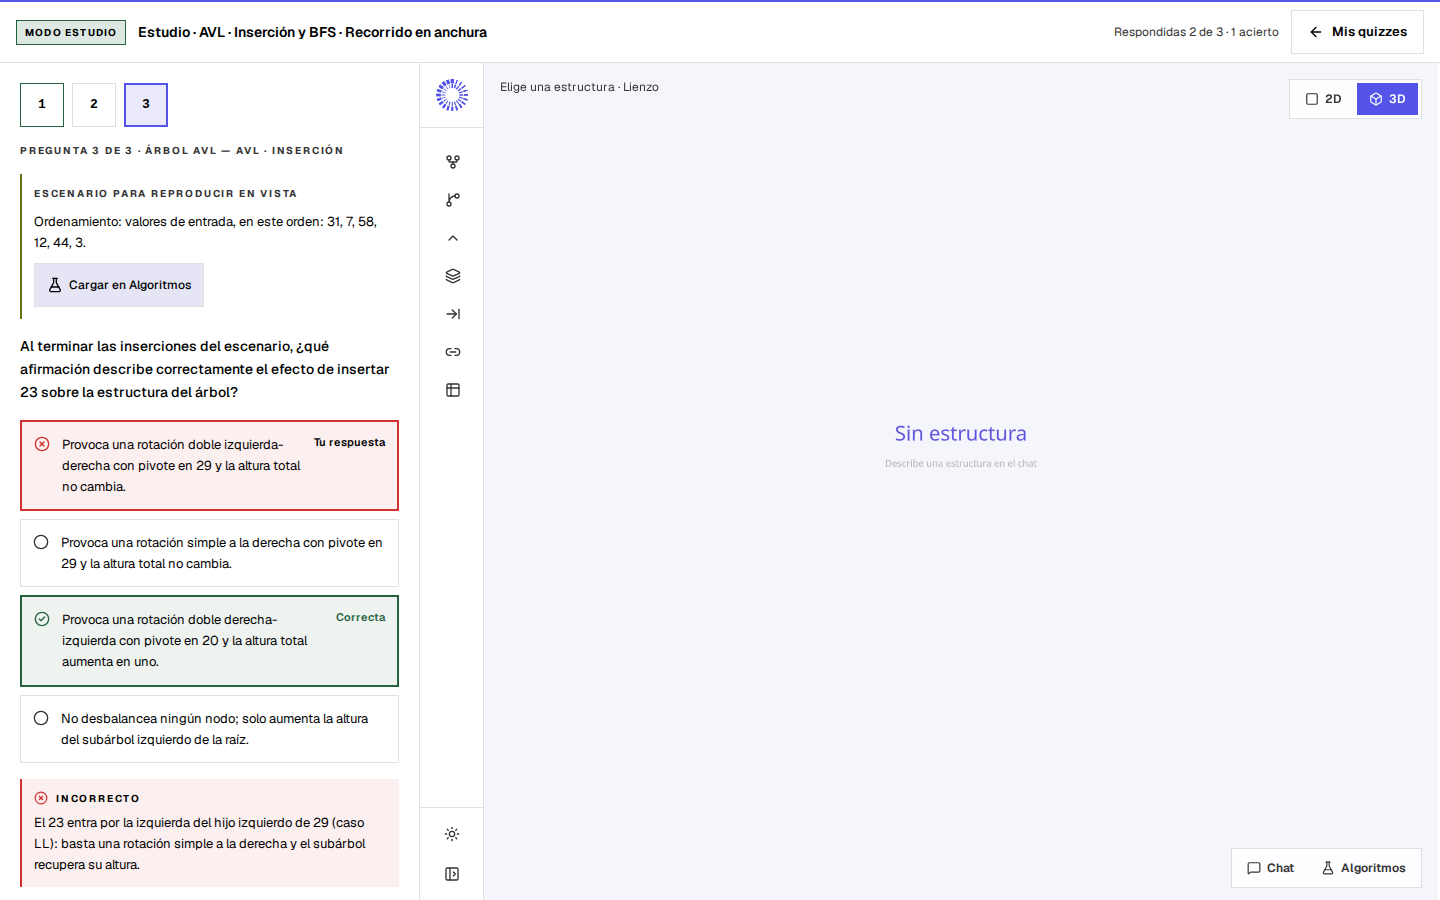 MODO ESTUDIO
Estudio · AVL · Inserción y BFS · Recorrido en anchura
Respondidas 2 de 3 · 1 acierto
Mis quizzes
1
2
3
PREGUNTA 3 DE 3 · ÁRBOL AVL — AVL · INSERCIÓN
ESCENARIO PARA REPRODUCIR EN VISTA
Ordenamiento: valores de entrada, en este orden: 31, 7, 58,
12, 44, 3.
Cargar en Algoritmos
Al terminar las inserciones del escenario, ¿qué
afirmación describe correctamente el efecto de insertar
23 sobre la estructura del árbol?
Provoca una rotación doble izquierda-
derecha con pivote en 29 y la altura total
no cambia.
Tu respuesta
Provoca una rotación simple a la derecha con pivote en
29 y la altura total no cambia.
Provoca una rotación doble derecha-
izquierda con pivote en 20 y la altura total
aumenta en uno.
Correcta
No desbalancea ningún nodo; solo aumenta la altura
del subárbol izquierdo de la raíz.
INCORRECTO
El 23 entra por la izquierda del hijo izquierdo de 29 (caso
LL): basta una rotación simple a la derecha y el subárbol
recupera su altura.
Elige una estructura · Lienzo
2D
3D
Sin estructura
Describe una estructura en el chat
Chat
Algoritmos